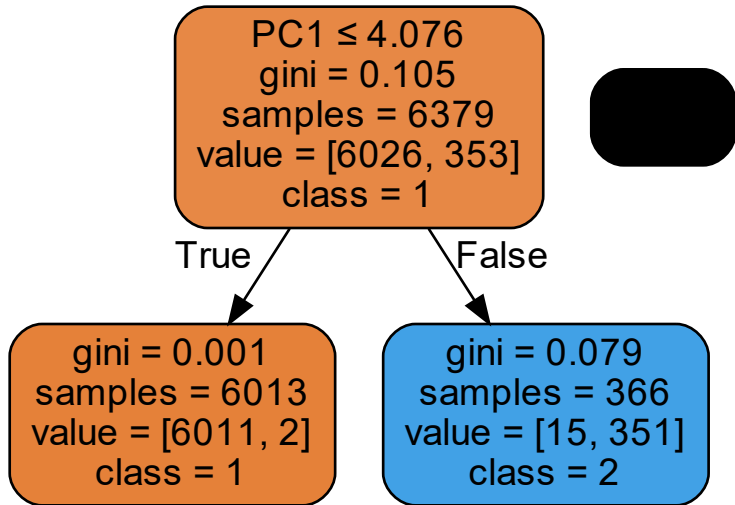 PC1 ≤ 4.076
gini = 0.105
samples = 6379
value = [6026, 353]
class = 1
True
False
gini = 0.001
samples = 6013
value = [6011, 2]
class = 1
gini = 0.079
samples = 366
value = [15, 351]
class = 2